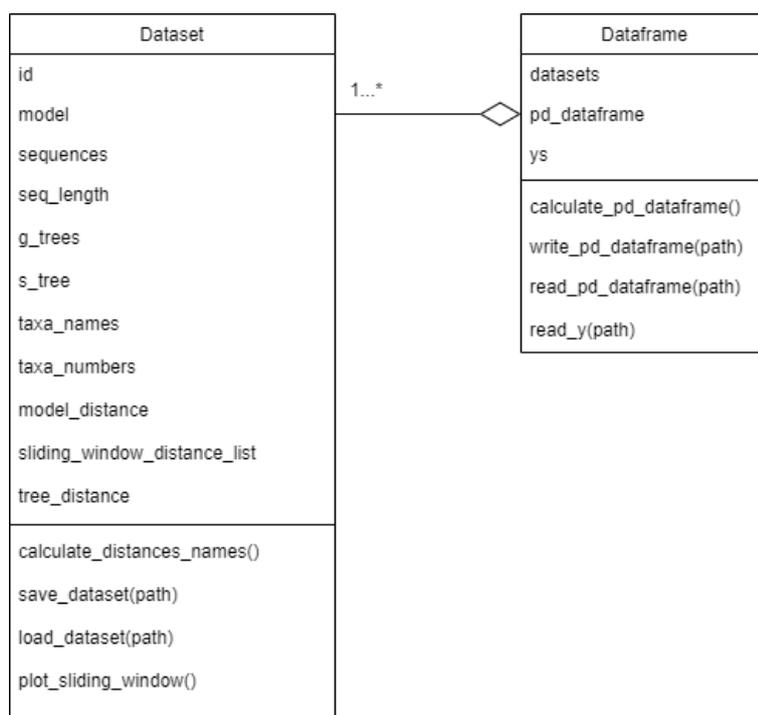 Dataset
id
model
sequences
seq_length
g_trees
s_tree
taxa_names
taxa_numbers
model_distance
sliding_window_distance_list
tree_distance
calculate_distances_names()
save_dataset(path)
load_dataset(path)
plot_sliding_window()
1...*
Dataframe
datasets
pd_dataframe
ys
calculate_pd_dataframe()
write_pd_dataframe(path)
read_pd_dataframe(path)
read_y(path)